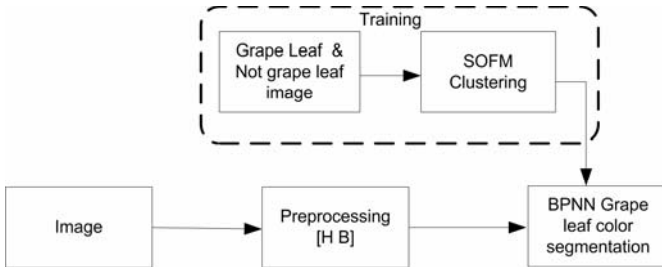 Training
Grape Leaf & 
Not grape leaf
image
SOFM
Clustering
Image
Preprocessing
[H B]
BPNN Grape
leaf color
segmentation